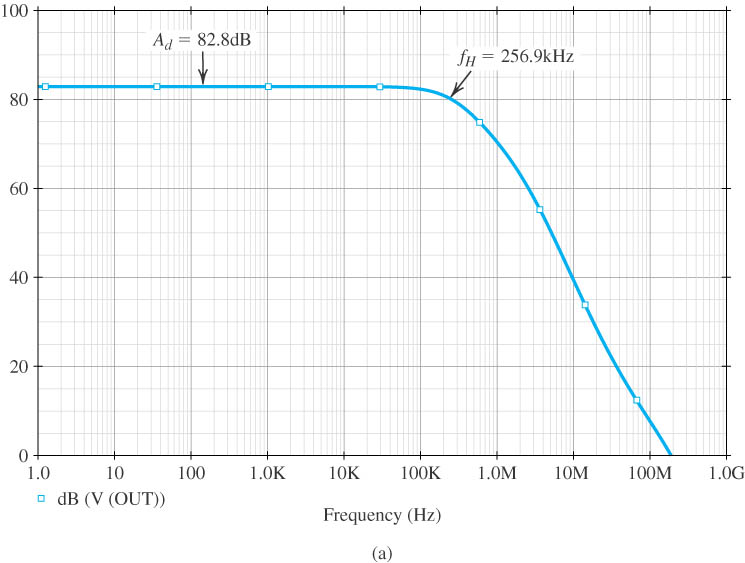 100
A_d = 82.8dB
f_H = 256.9kHz
80
60
40
20
0
1.0 10 100 1.0K 10K 100K 1.0M 10M 100M 1.0G
dB (V (OUT))
Frequency (Hz)
(a)